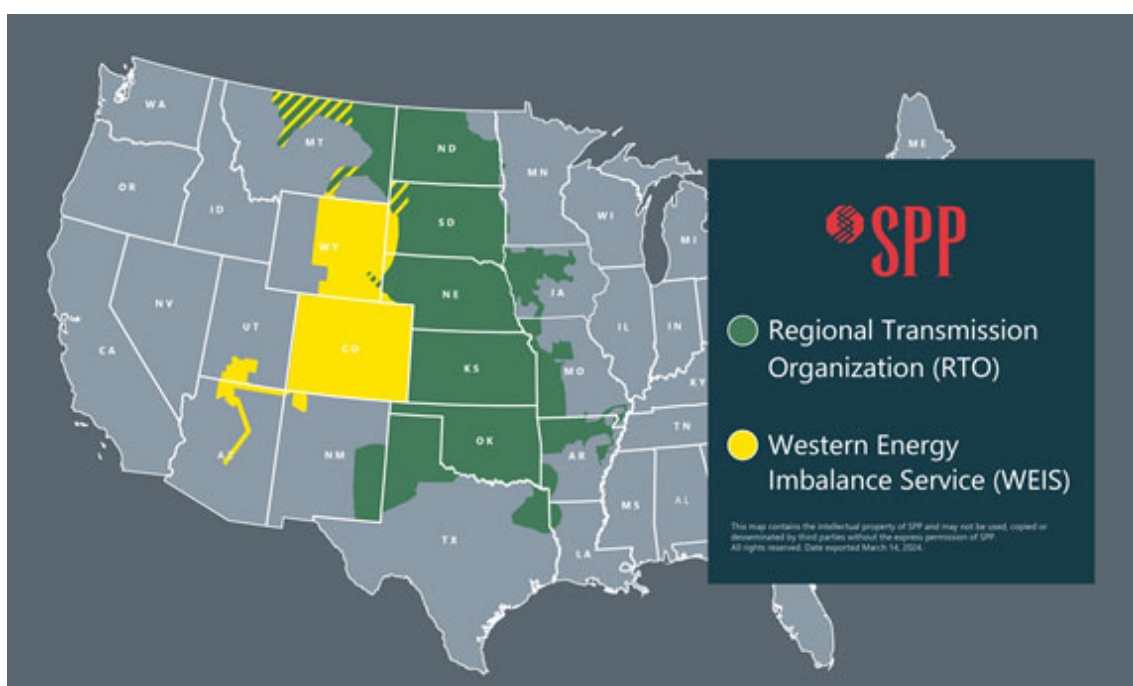 WA
MT
ND
ME
MN
OR
ID
SD
WI
MI
WY
NE
IA
NV
UT
IL
IN
CA
CO
KS
MO
KY
TN
OK
NM
AR
MS
AL
TX
LA
SPP
Regional Transmission
Organization (RTO)
Western Energy
Imbalance Service (WEIS)
This map contains the intellectual property of SPP and may not be used, copied or
desseminated by third parties without the express permission of SPP.
All rights reserved. Date exported March 14, 2024.